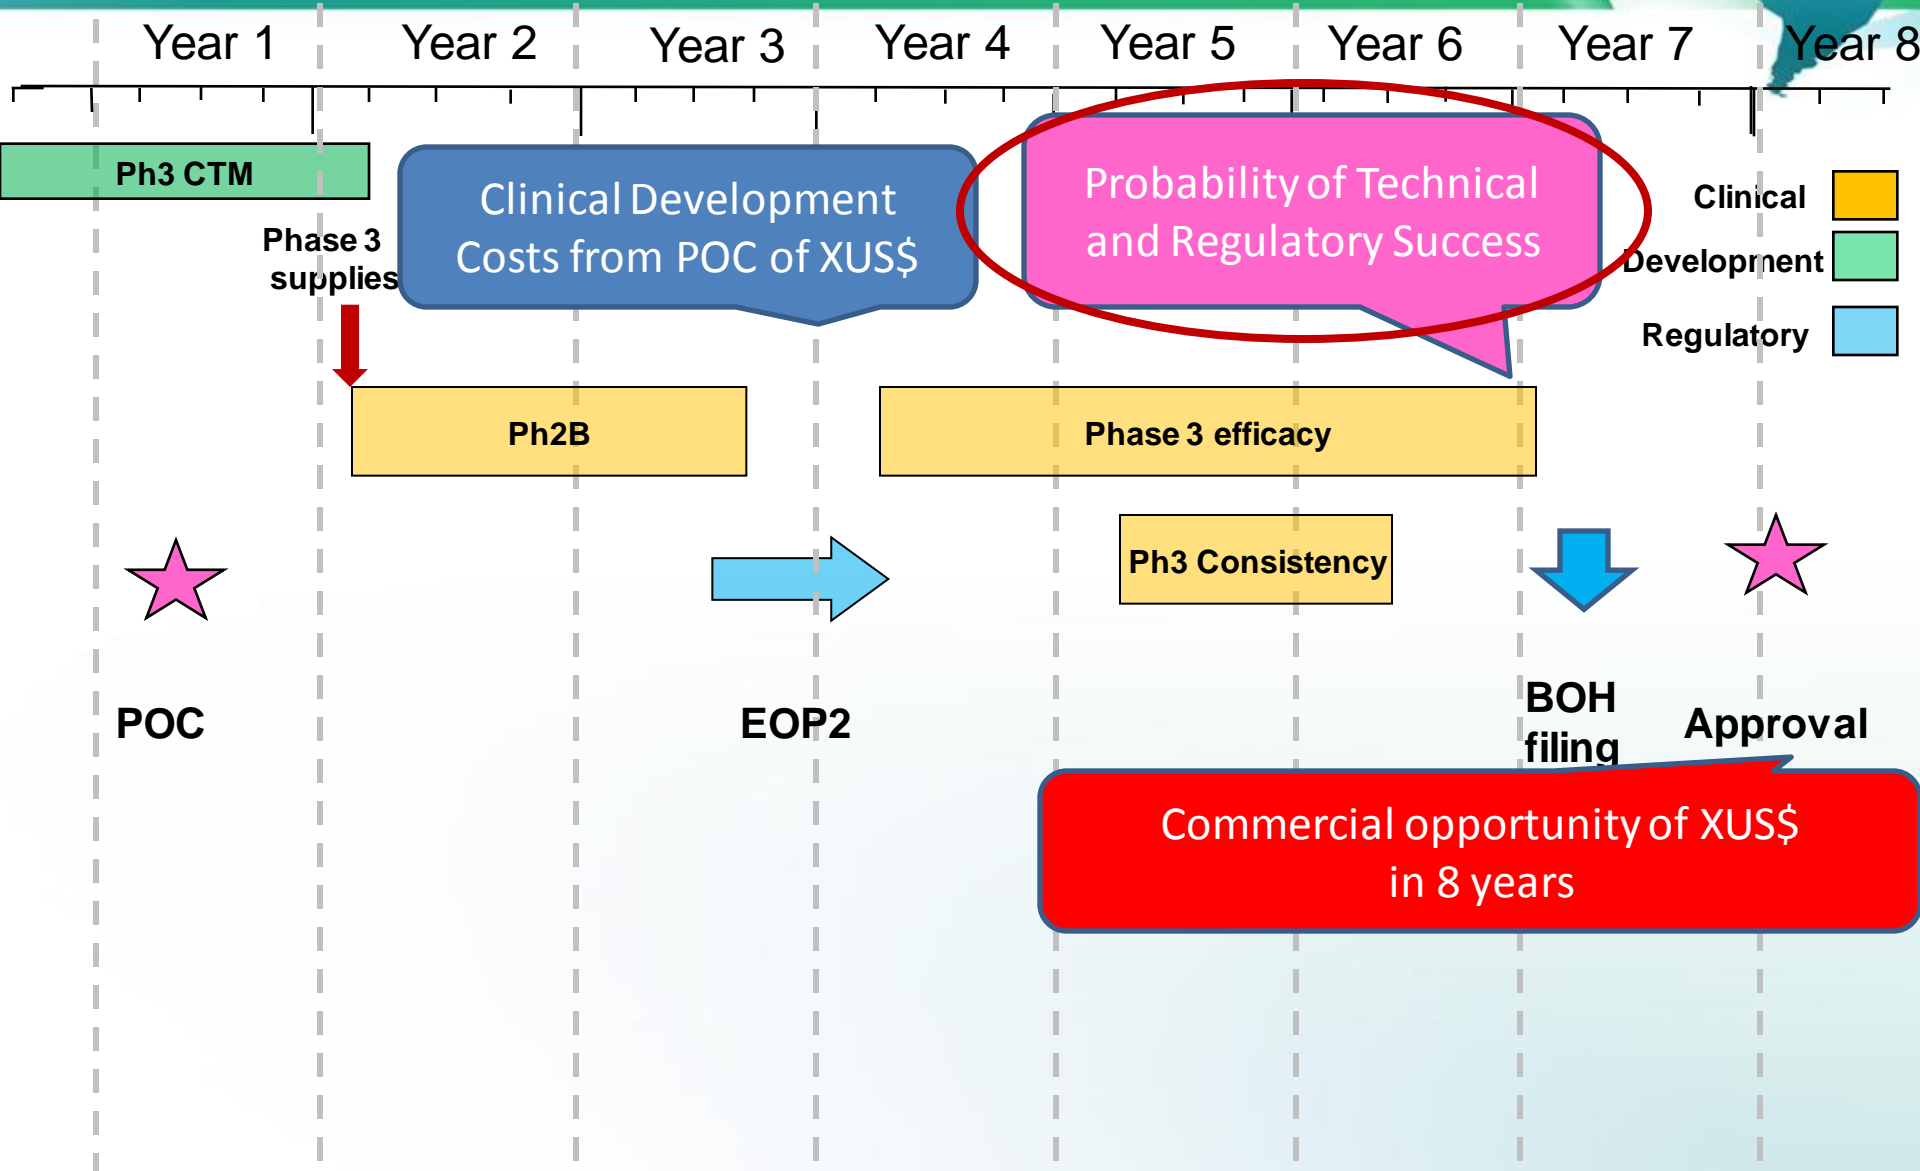 Year 1 Year 2 Year 3 Year 4 Year 5 Year 6 Year 7 Year 8
Ph3 CTM
Phase 3
supplies
Clinical Development
Costs from POC of XUS$
Probability of Technical
and Regulatory Success
Clinical
Development
Regulatory
Ph2B
Phase 3 efficacy
Ph3 Consistency
POC
EOP2
BOH
filing
Approval
Commercial opportunity of XUS$
in 8 years